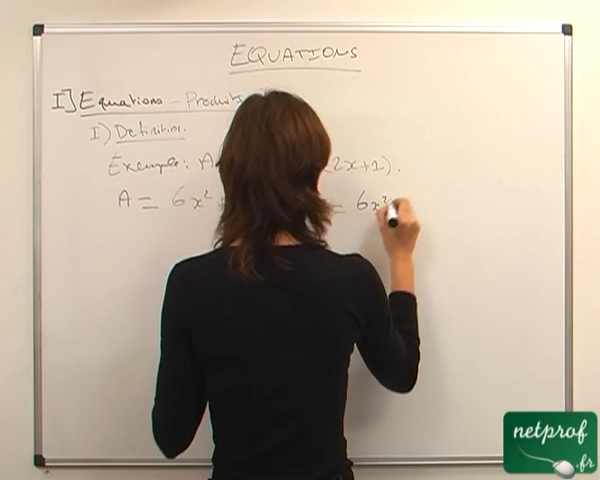 EQUATIONS
I] Equations - Produits
1) Definition.
Exemple: A 2x+1).
A = 6x² = 6x²
netprof
.fr